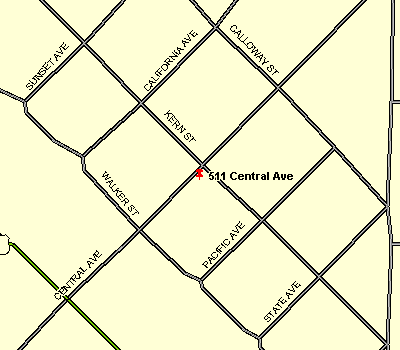 SUNSET AVE
CALIFORNIA AVE
CALLOWAY ST
KERN ST
511 Central Ave
WALKER ST
PACIFIC AVE
CENTRAL AVE
STATE AVE